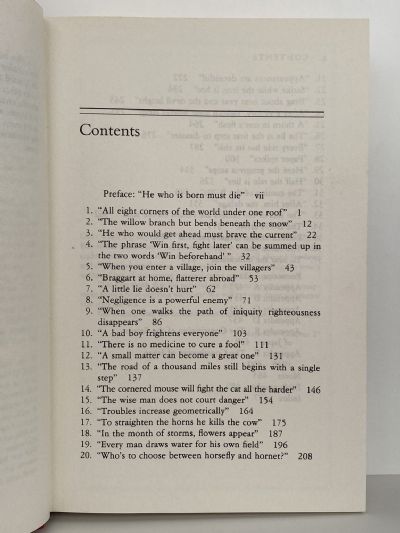 Contents
Preface: "He who is born must die" vii
1. "All eight corners of the world under one roof" 1
2. "The willow branch but bends beneath the snow" 12
3. "He who would get ahead must brave the current" 22
4. "The phrase 'Win first, fight later' can be summed up in
the two words 'Win beforehand'" 32
5. "When you enter a village, join the villagers" 43
6. "Braggart at home, flatterer abroad" 53
7. "A little lie doesn't hurt" 62
8. "Negligence is a powerful enemy" 71
9. "When one walks the path of iniquity righteousness
disappears" 86
10. "A bad boy frightens everyone" 103
11. "There is no medicine to cure a fool" 111
12. "A small matter can become a great one" 131
13. "The road of a thousand miles still begins with a single
step" 137
14. "The cornered mouse will fight the cat all the harder" 146
15. "The wise man does not court danger" 154
16. "Troubles increase geometrically" 164
17. "To straighten the horns he kills the cow" 175
18. "In the month of storms, flowers appear" 187
19. "Every man draws water for his own field" 196
20. "Who's to choose between horsefly and hornet?" 208